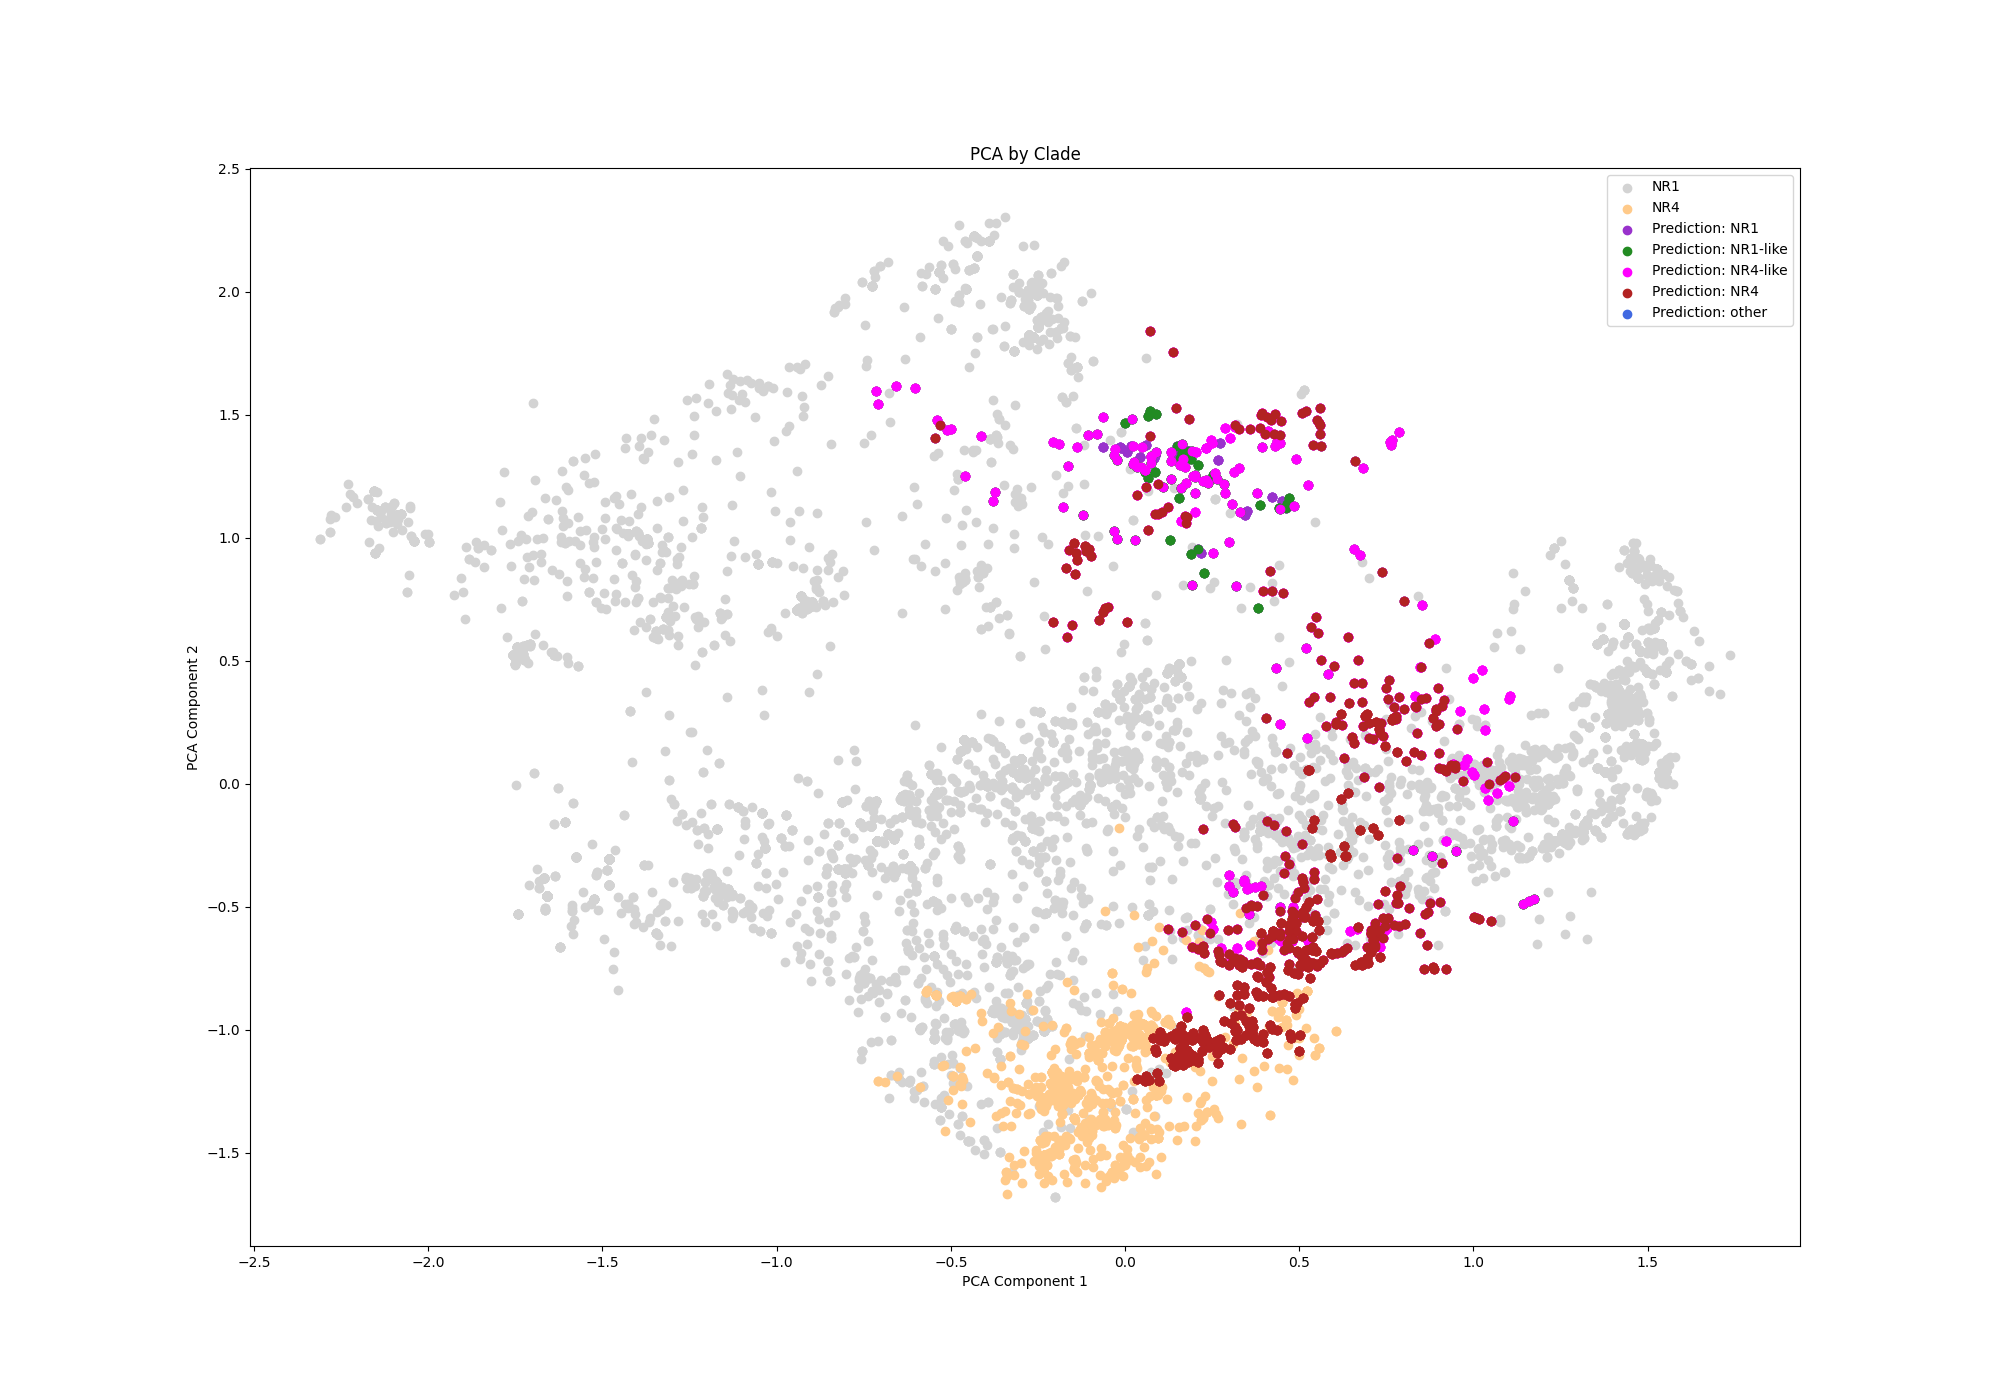 PCA by Clade
2.5
2.0
1.5
1.0
0.5
0.0
−0.5
−1.0
−1.5
PCA Component 2
NR1
NR4
Prediction: NR1
Prediction: NR1-like
Prediction: NR4-like
Prediction: NR4
Prediction: other
−2.5 −2.0 −1.5 −1.0 −0.5 0.0 0.5 1.0 1.5
PCA Component 1